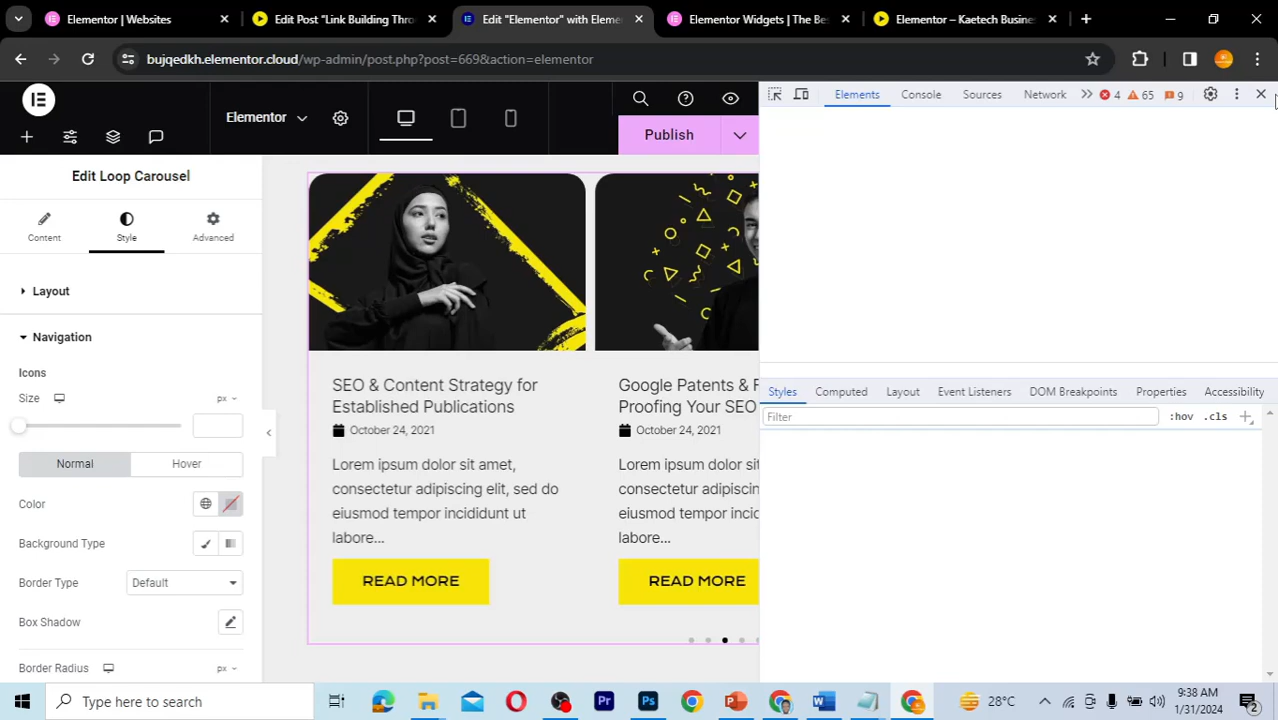 Elementor | Websites
Edit Post "Link Building Thro
Edit "Elementor" with Eleme
Elementor Widgets | The Be
Elementor – Kaetech Busine
bujqedkh.elementor.cloud/wp-admin/post.php?post=669&action=elementor
Elementor
Publish
Elements Console Sources Network 4 65 9
Edit Loop Carousel
Content Style Advanced
Layout
Navigation
Icons
Size px
Normal Hover
Color
Background Type
Border Type Default
Box Shadow
Border Radius px
SEO & Content Strategy for
Established Publications
October 24, 2021
Lorem ipsum dolor sit amet,
consectetur adipiscing elit, sed do
eiusmod tempor incididunt ut
labore...
READ MORE
Google Patents & F
Proofing Your SEO
October 24, 2021
Lorem ipsum dolor s
consectetur adipisci
eiusmod tempor inci
labore...
READ MORE
Styles Computed Layout Event Listeners DOM Breakpoints Properties Accessibility
Filter :hov .cls
Type here to search
28°C
9:38 AM
1/31/2024
2